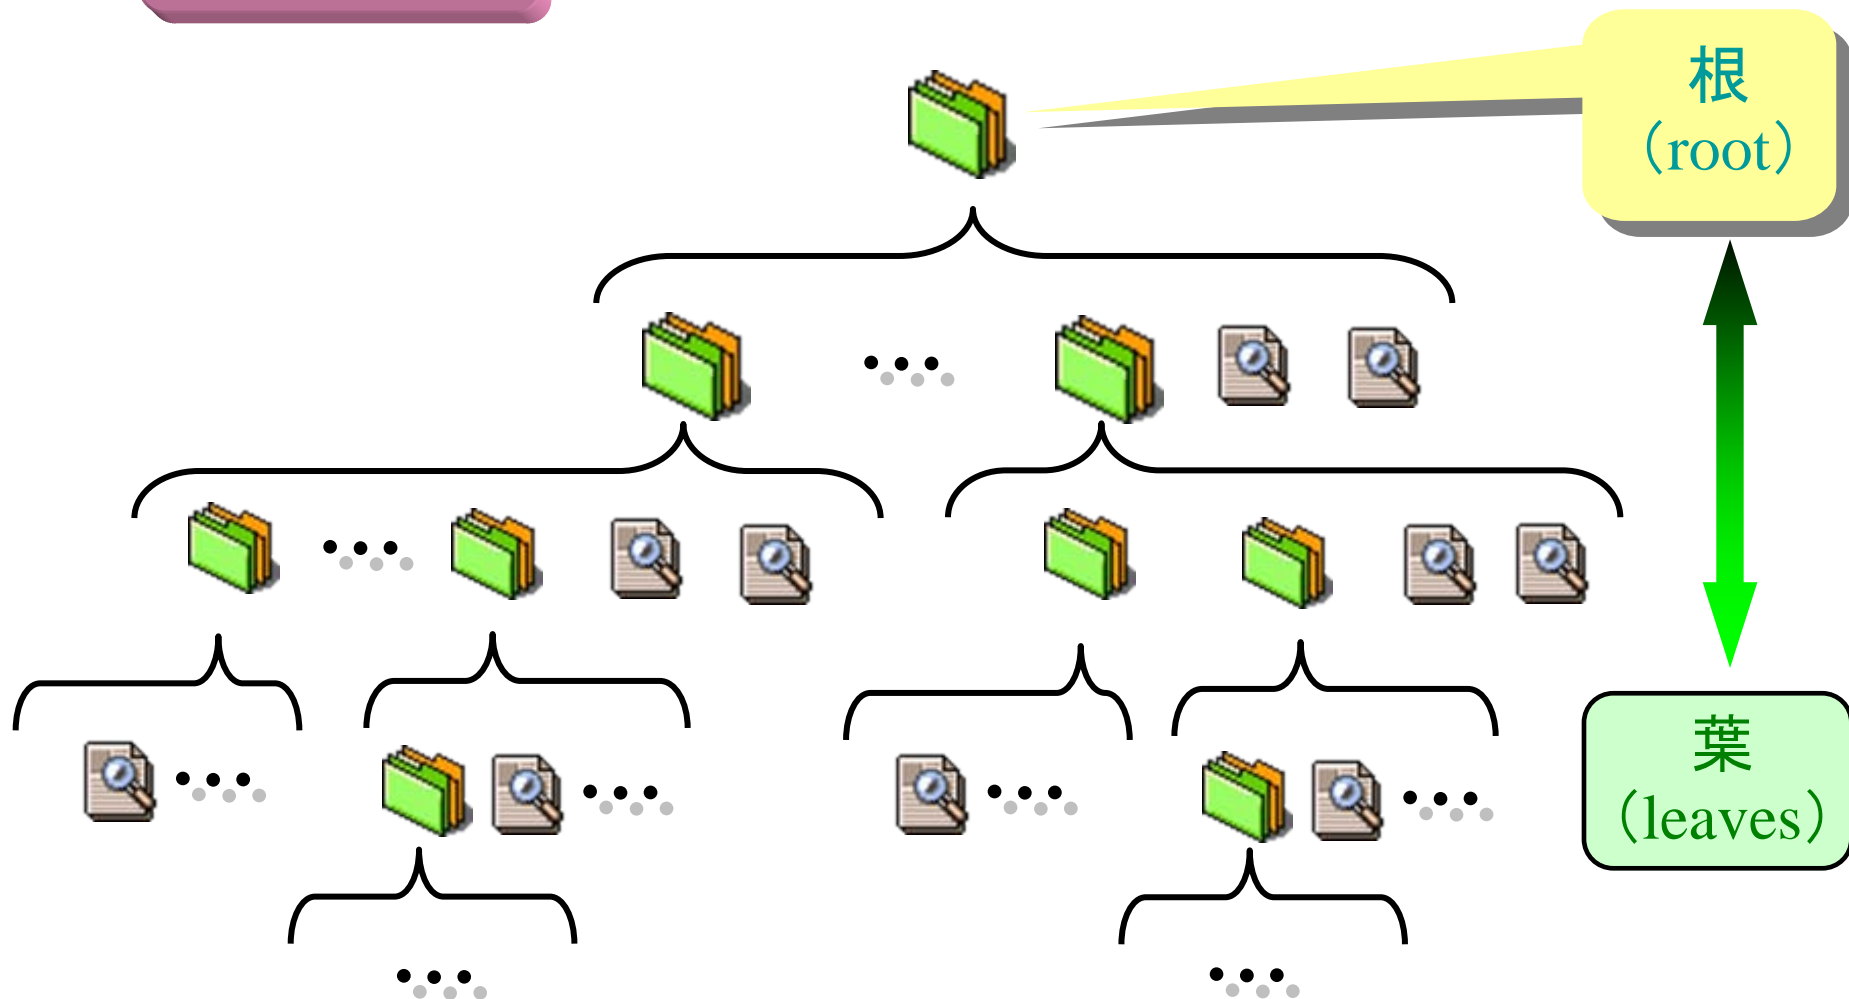 根
（root）
葉
（leaves）